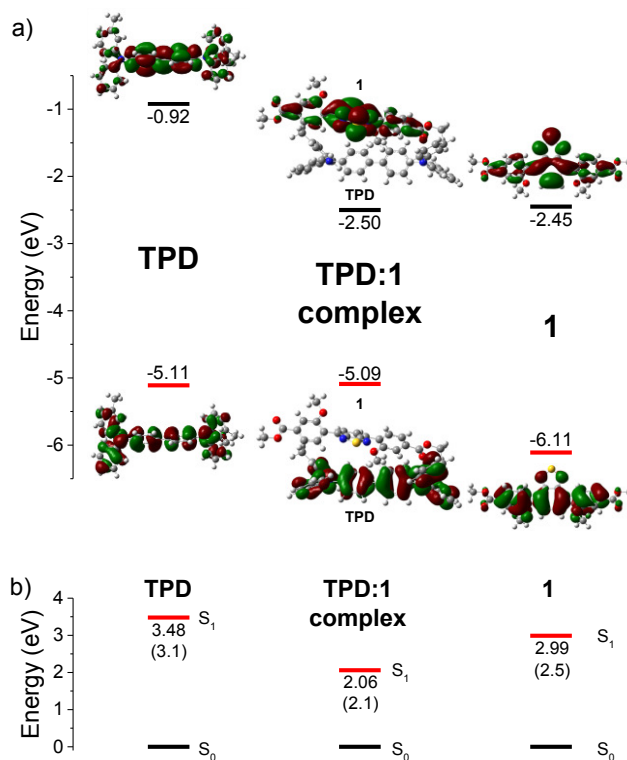 a)
Energy (eV)
-1
-2
-3
-4
-5
-6
-0.92
1
TPD
-2.50
-2.45
TPD
TPD:1
complex
1
-5.11
-5.09
1
TPD
-6.11
b)
TPD
TPD:1
complex
1
Energy (eV)
4
3
2
1
0
3.48
(3.1)
S₁
2.06
(2.1)
S₁
2.99
(2.5)
S₁
S₀
S₀
S₀